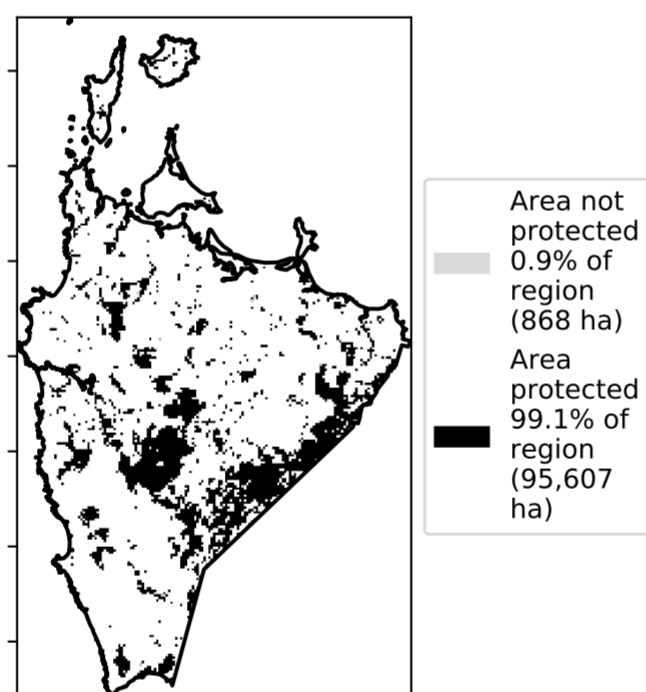 Area not
protected
0.9% of
region
(868 ha)
Area
protected
99.1% of
region
(95,607
ha)